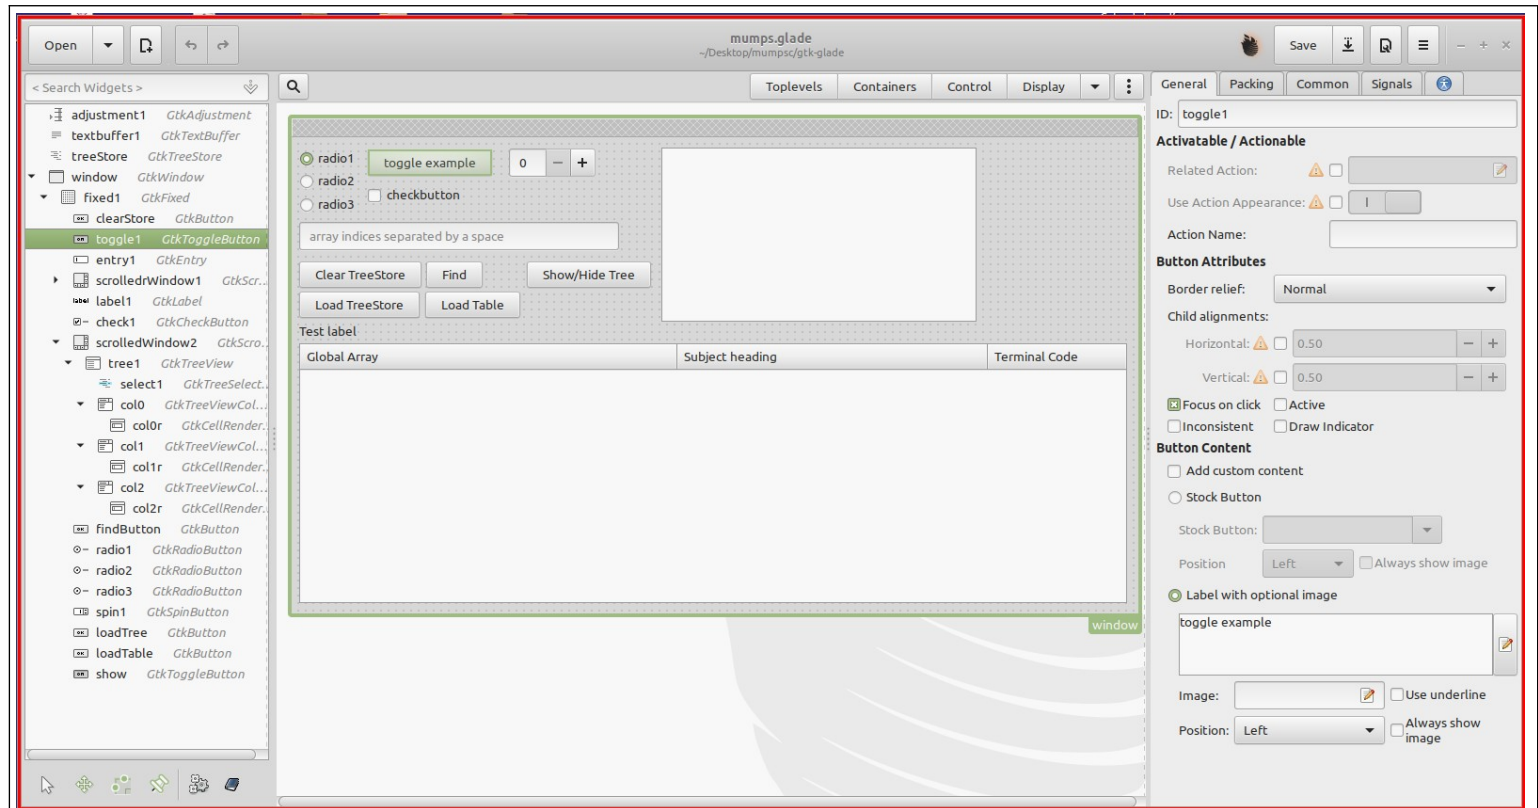 Open
mumps.glade
~/Desktop/mumpsc/gtk-glade
Save
< Search Widgets >
adjustment1 GtkAdjustment
textbuffer1 GtkTextBuffer
treeStore GtkTreeStore
window GtkWindow
fixed1 GtkFixed
clearStore GtkButton
toggle1 GtkToggleButton
entry1 GtkEntry
scrolledrWindow1 GtkScr...
label1 GtkLabel
check1 GtkCheckButton
scrolledWindow2 GtkScro...
tree1 GtkTreeView
select1 GtkTreeSelect...
col0 GtkTreeViewCol...
col0r GtkCellRender...
col1 GtkTreeViewCol...
col1r GtkCellRender...
col2 GtkTreeViewCol...
col2r GtkCellRender...
findButton GtkButton
radio1 GtkRadioButton
radio2 GtkRadioButton
radio3 GtkRadioButton
spin1 GtkSpinButton
loadTree GtkButton
loadTable GtkButton
show GtkToggleButton
Toplevels Containers Control Display
radio1 toggle example 0 − +
radio2
checkbutton
radio3
array indices separated by a space
Clear TreeStore Find Show/Hide Tree
Load TreeStore Load Table
Test label
Global Array Subject heading Terminal Code
window
General Packing Common Signals
ID: toggle1
Activatable / Actionable
Related Action:
Use Action Appearance:
Action Name:
Button Attributes
Border relief: Normal
Child alignments:
Horizontal: 0.50 − +
Vertical: 0.50 − +
Focus on click Active
Inconsistent Draw Indicator
Button Content
Add custom content
Stock Button
Stock Button:
Position Left Always show image
Label with optional image
toggle example
Image: Use underline
Position: Left Always show
image